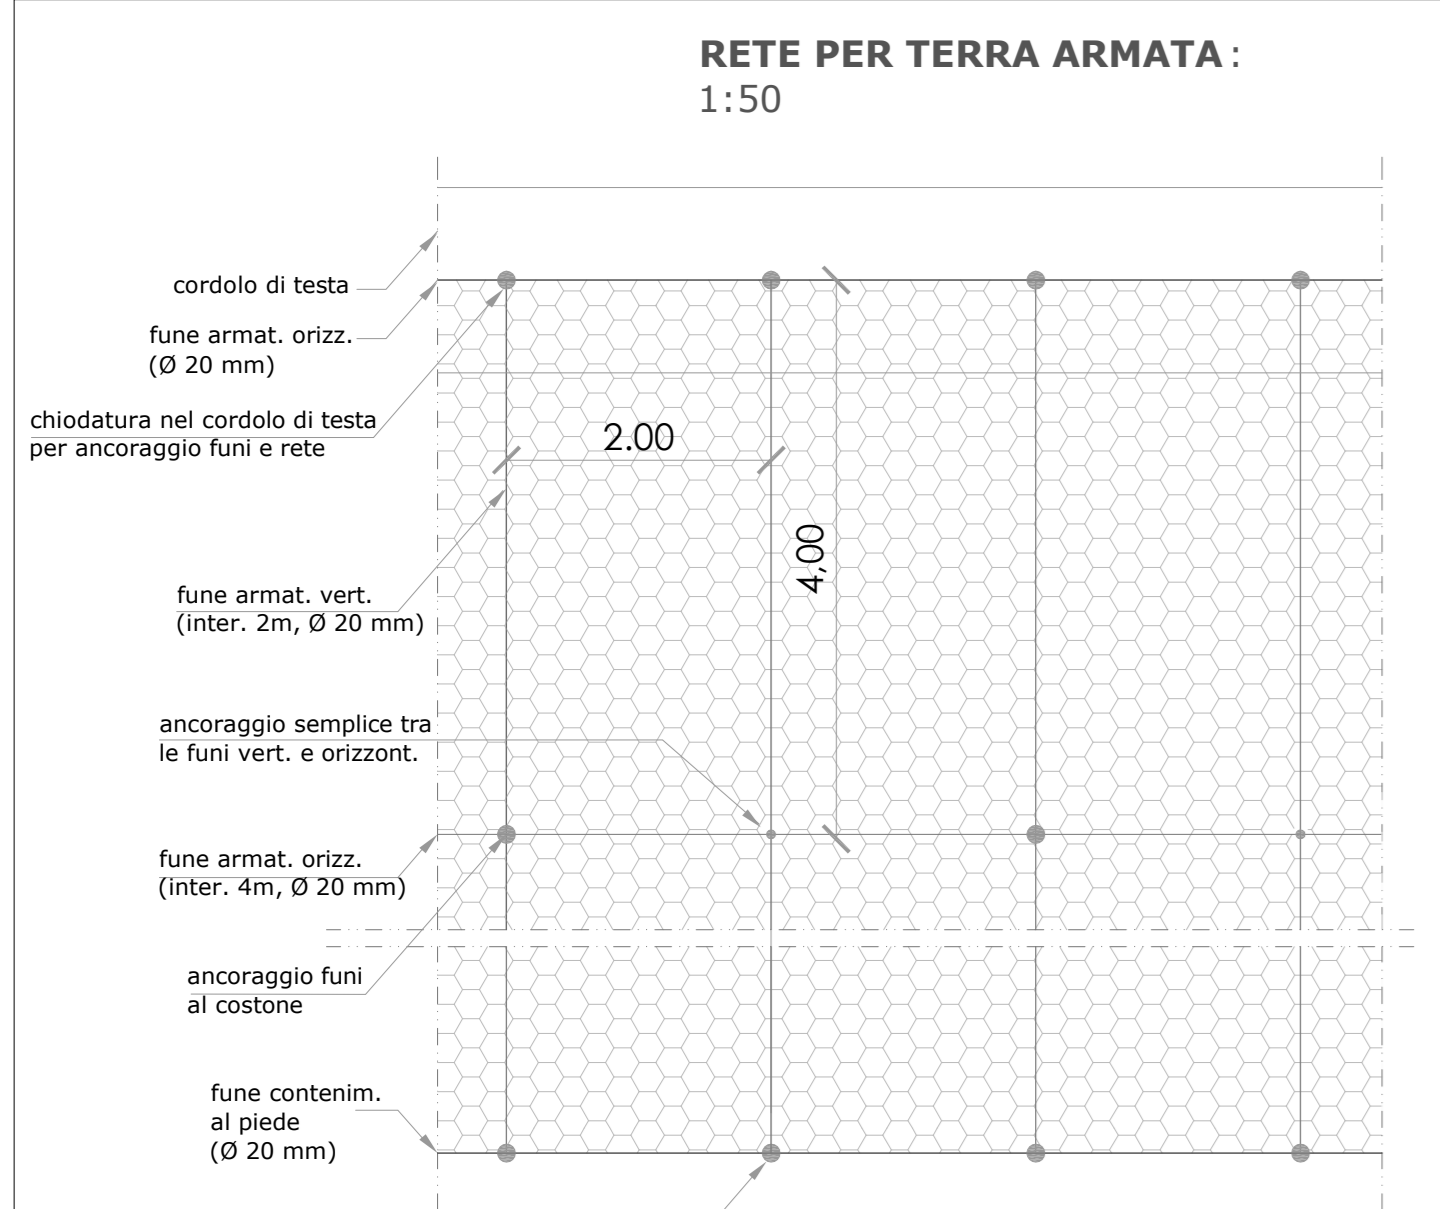 RETE PER TERRA ARMATA :
1:50
cordolo di testa
fune armat. orizz.
(Ø 20 mm)
chiodatura nel cordolo di testa
per ancoraggio funi e rete
2.00
4,00
fune armat. vert.
(inter. 2m, Ø 20 mm)
ancoraggio semplice tra
le funi vert. e orizzont.
fune armat. orizz.
(inter. 4m, Ø 20 mm)
ancoraggio funi
al costone
fune contenim.
al piede
(Ø 20 mm)